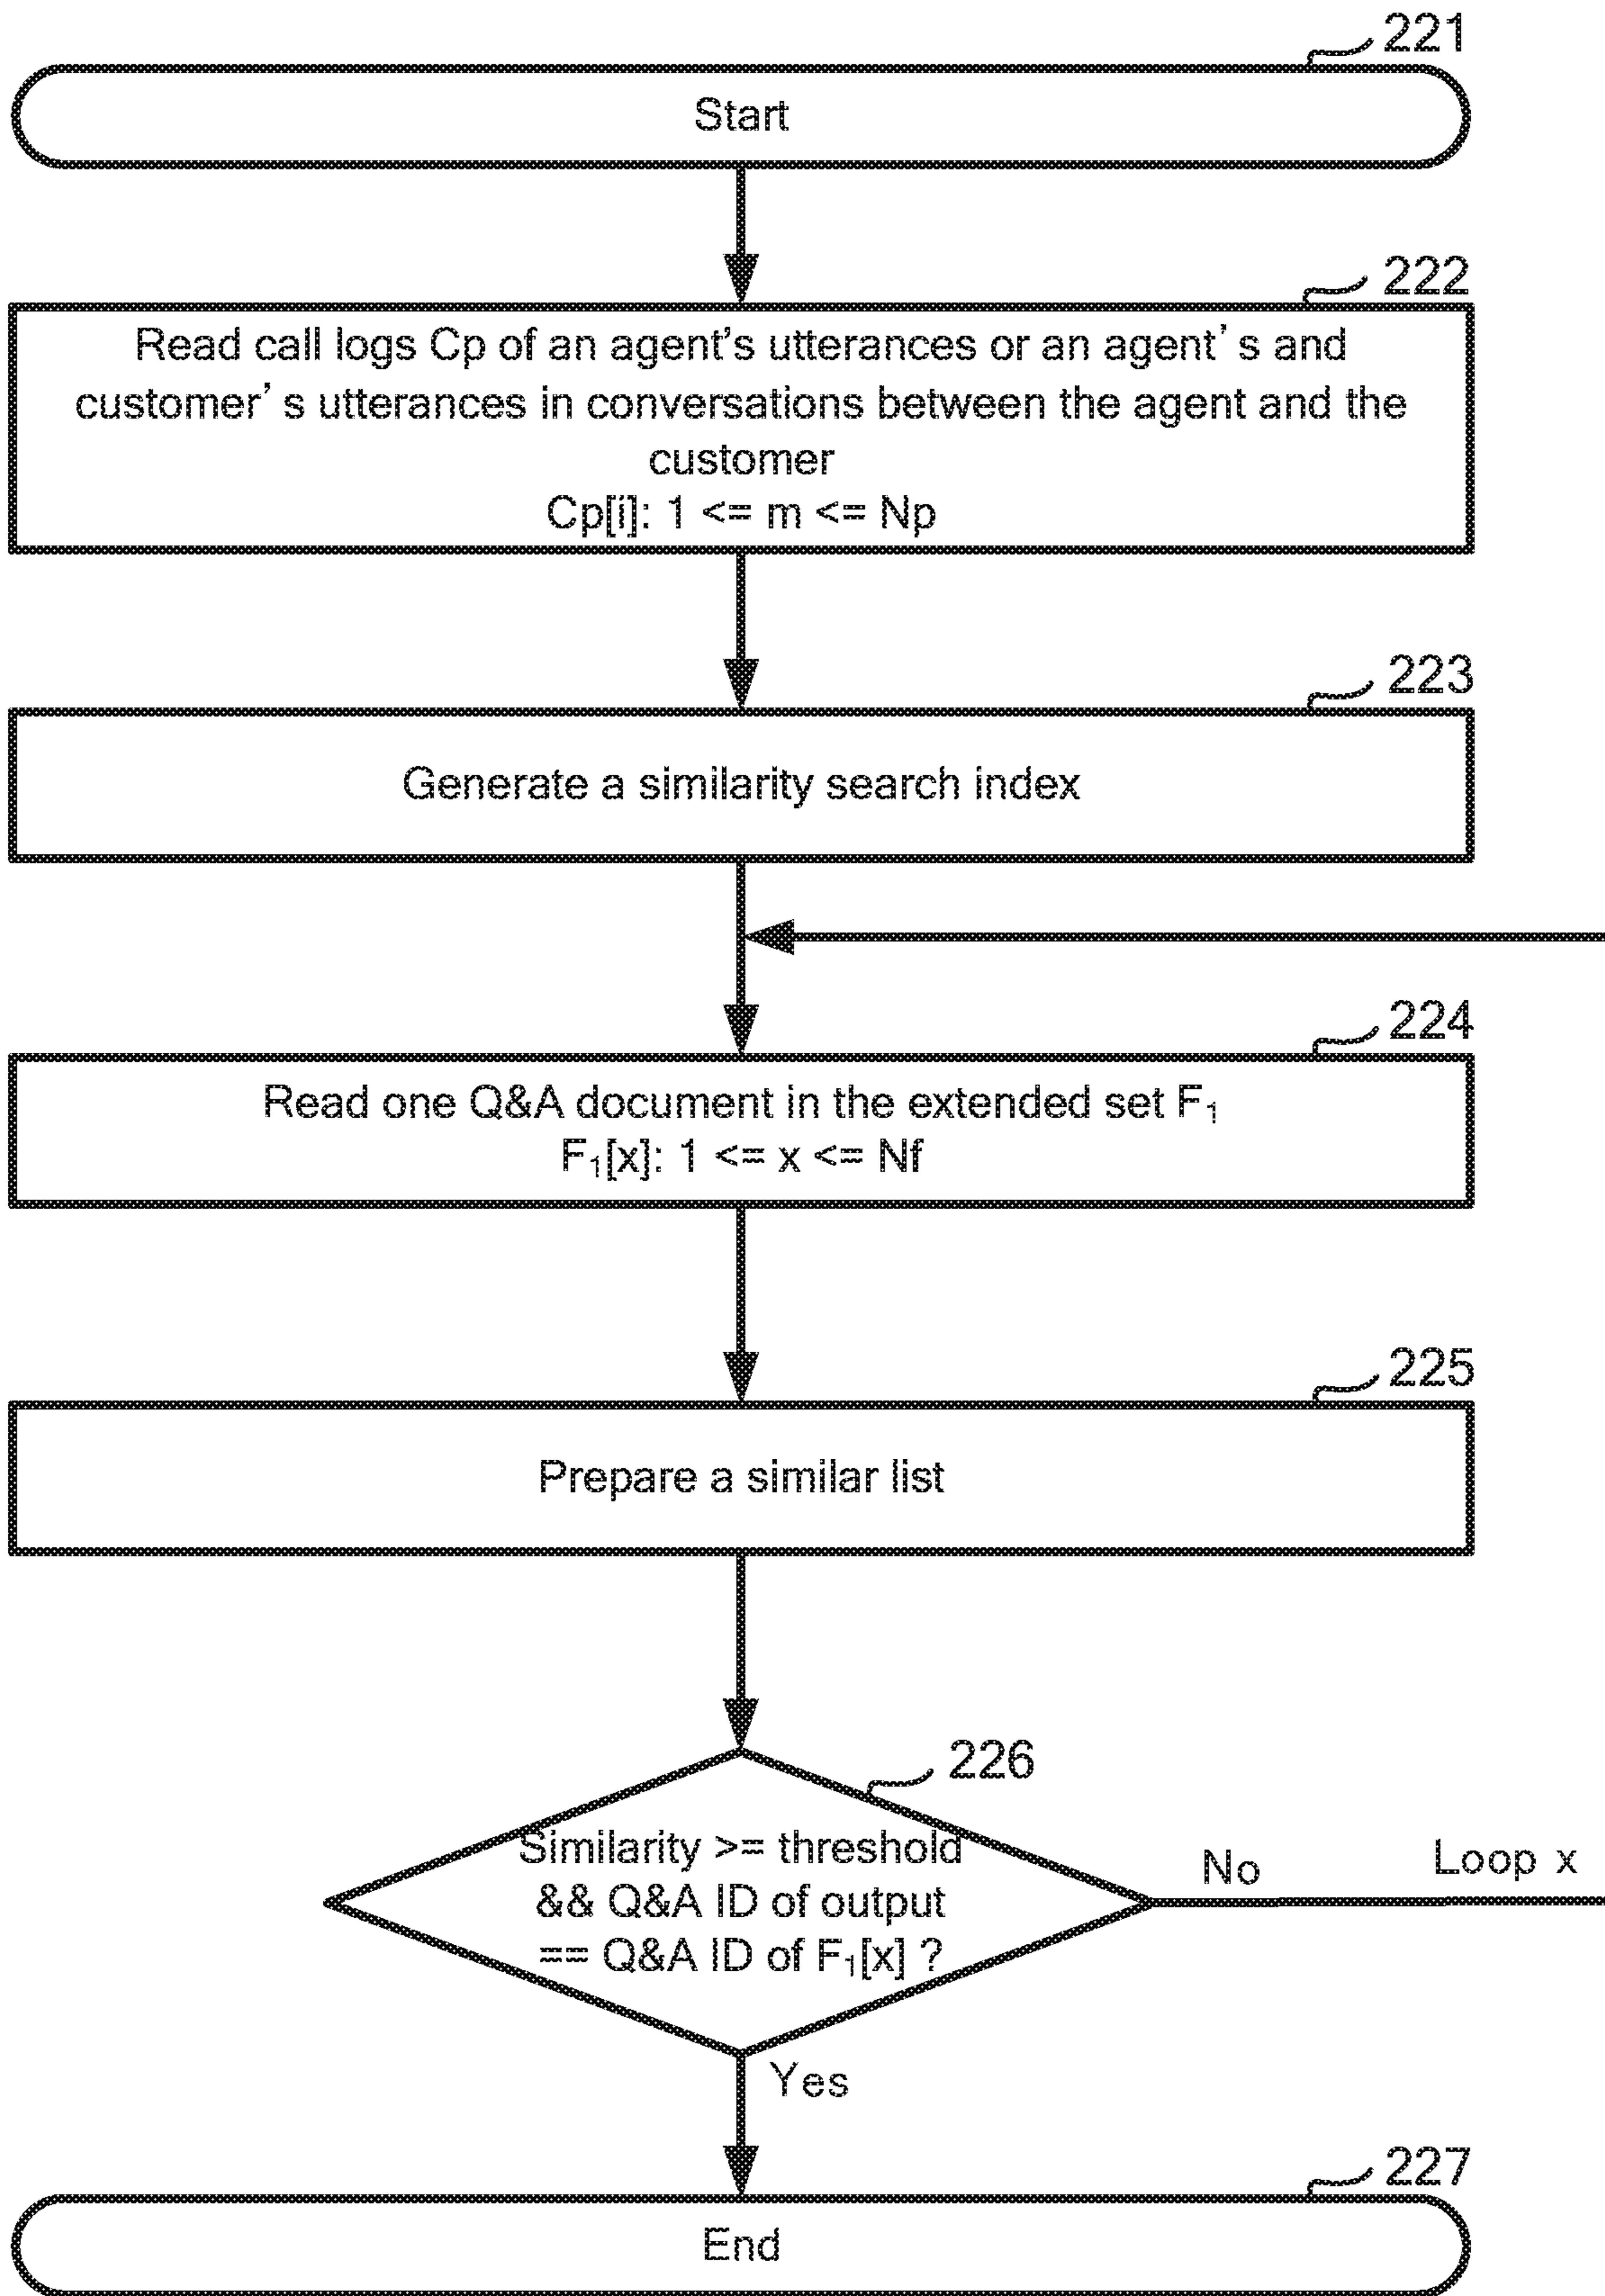 221
Start
222
Read call logs Cp of an agent’s utterances or an agent’ s and
customer’ s utterances in conversations between the agent and the
customer
Cp[i]: 1 <= m <= Np
223
Generate a similarity search index
224
Read one Q&A document in the extended set F₁
F₁[x]: 1 <= x <= Nf
225
Prepare a similar list
226
Similarity >= threshold
&& Q&A ID of output
== Q&A ID of F₁[x] ?
No
Loop x
Yes
227
End